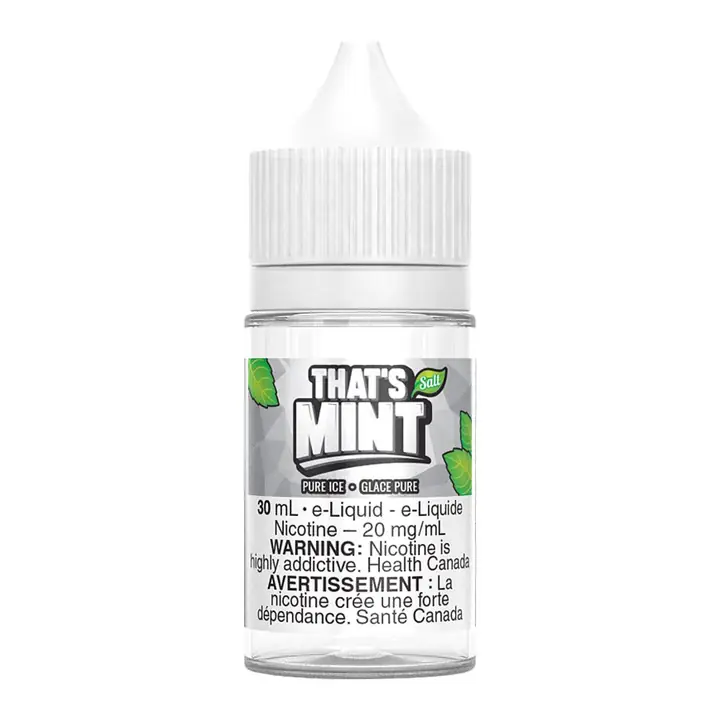 THAT'S
Salt
MINT
PURE ICE • GLACE PURE
30 mL • e-Liquid - e-Liquide
Nicotine – 20 mg/mL
WARNING: Nicotine is
highly addictive. Health Canada
AVERTISSEMENT : La
nicotine crée une forte
dépendance. Santé Canada